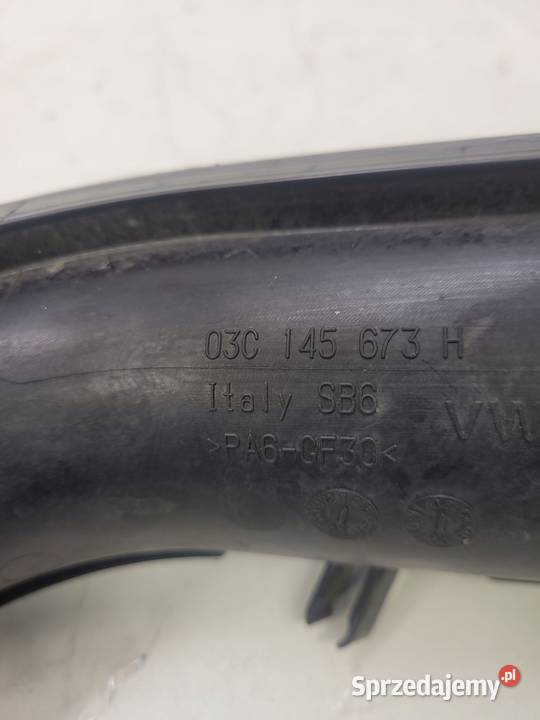 03C 145 673 H
Italy SB6
VW
>PA6-GF30<
Sprzedajemy.pl